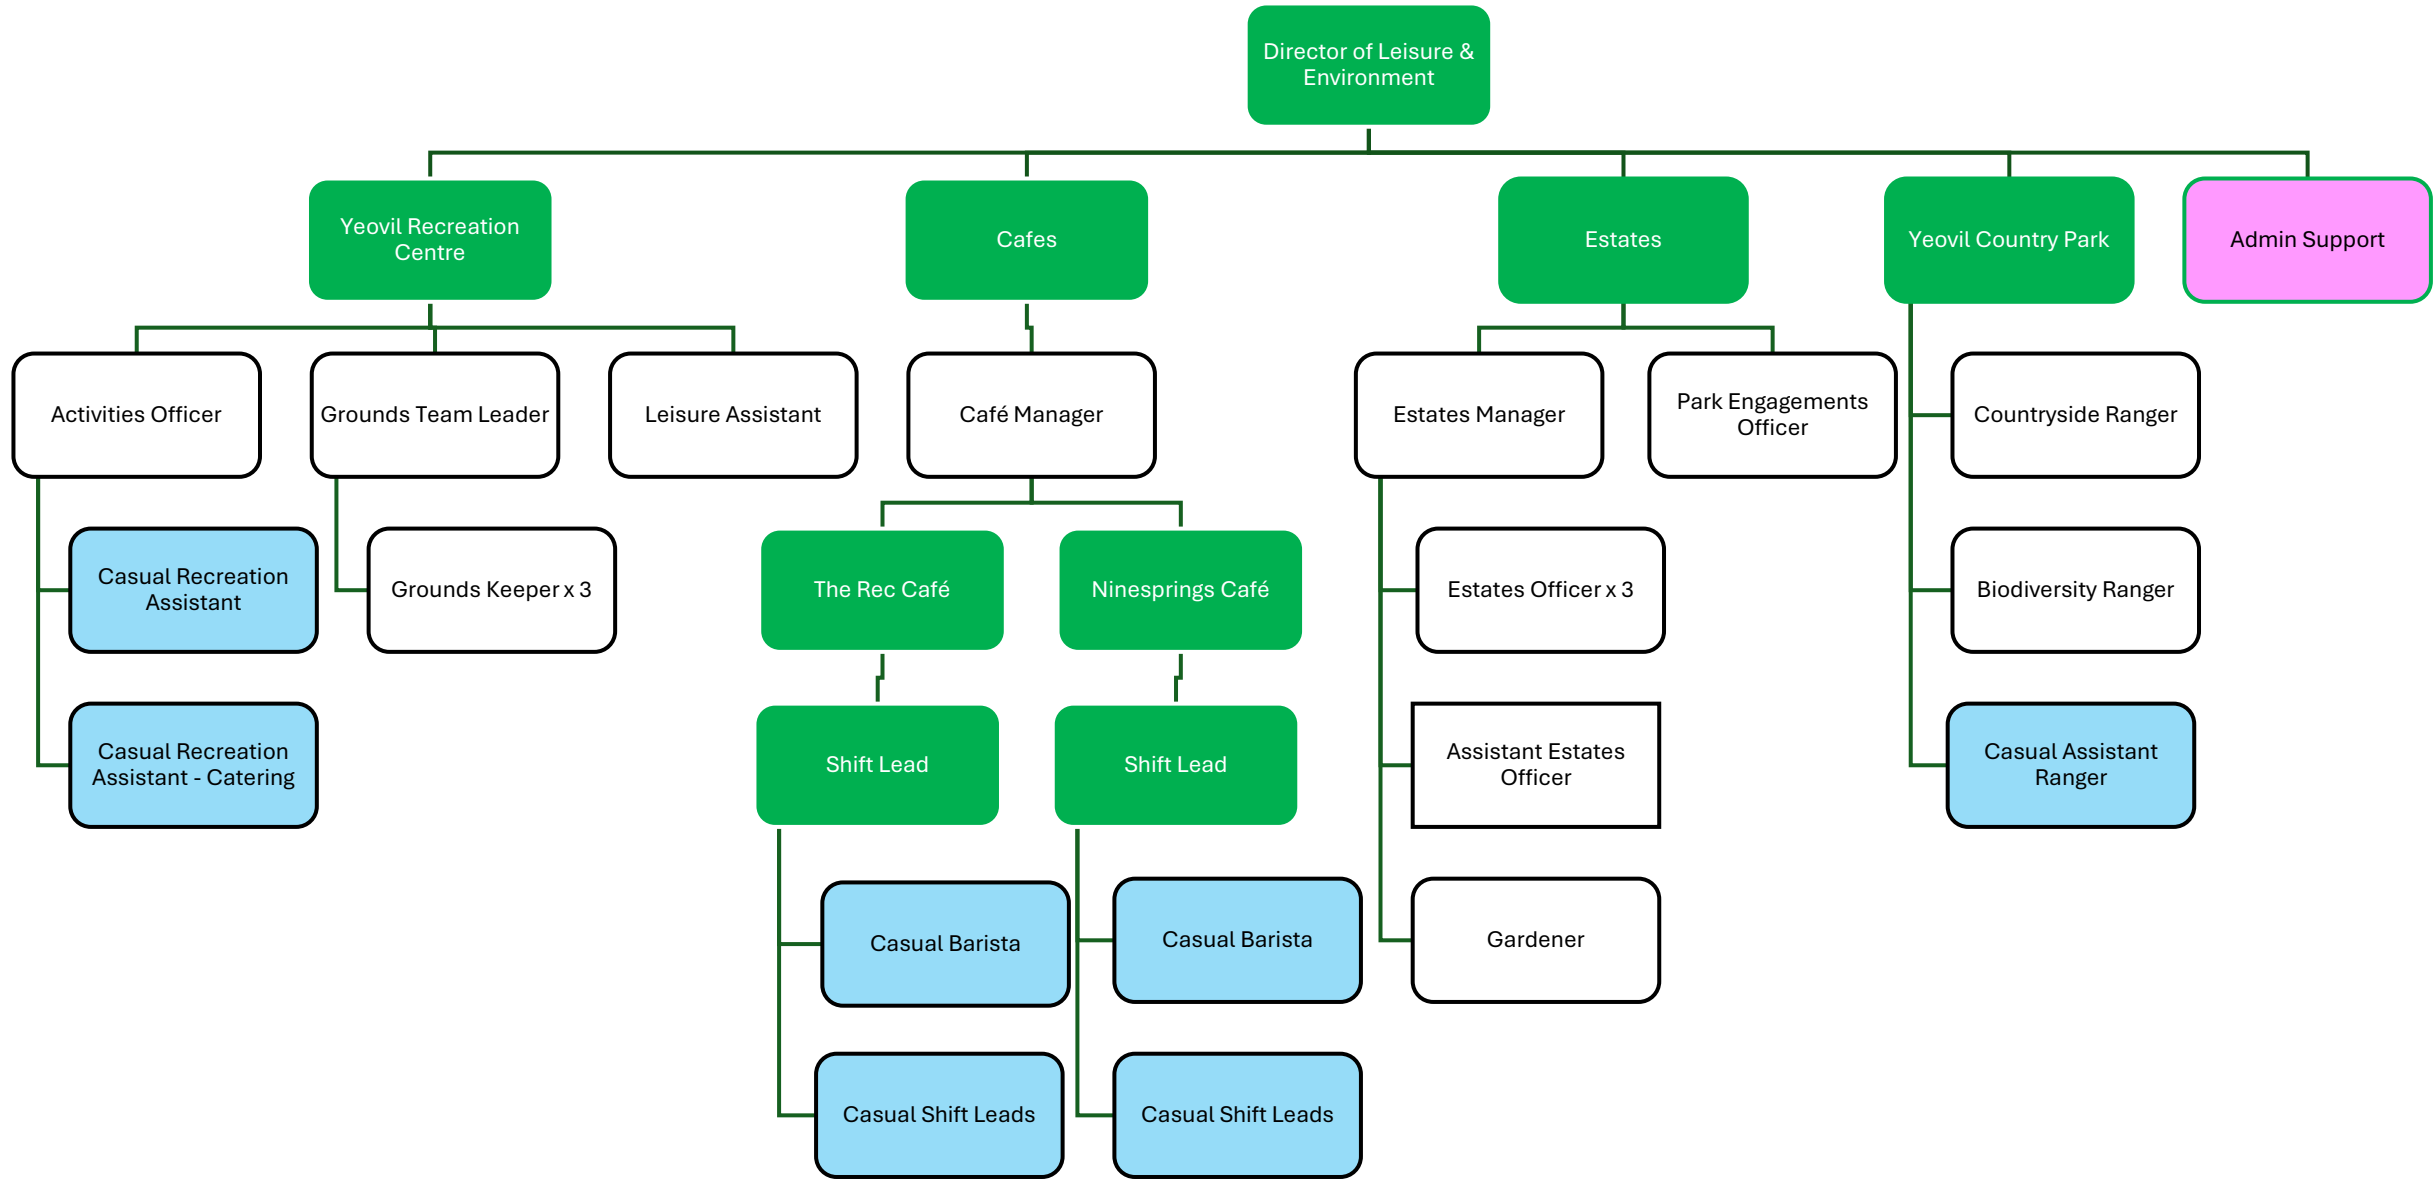 Director of Leisure &
Environment
Yeovil Recreation
Centre
Cafes
Estates
Yeovil Country Park
Admin Support
Activities Officer
Grounds Team Leader
Leisure Assistant
Café Manager
Estates Manager
Park Engagements
Officer
Countryside Ranger
Casual Recreation
Assistant
Grounds Keeper x 3
The Rec Café
Ninesprings Café
Estates Officer x 3
Biodiversity Ranger
Casual Recreation
Assistant - Catering
Shift Lead
Shift Lead
Assistant Estates
Officer
Casual Assistant
Ranger
Casual Barista
Casual Barista
Gardener
Casual Shift Leads
Casual Shift Leads